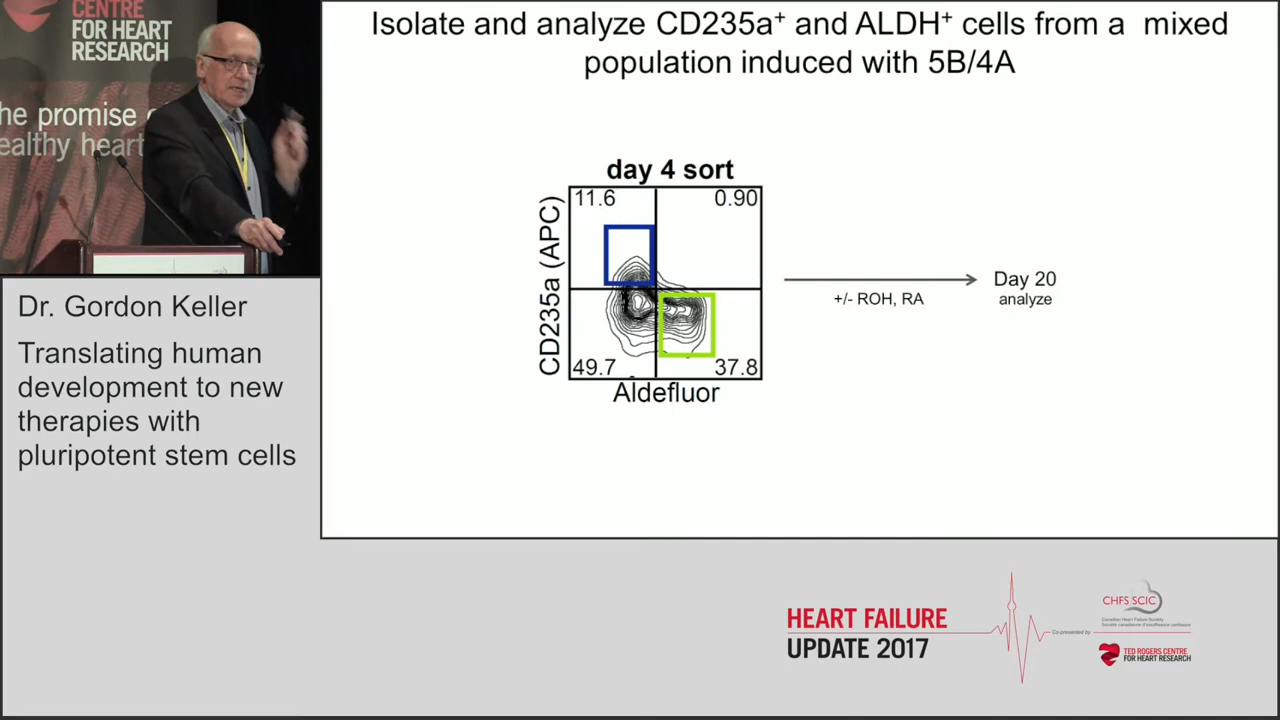 CENTRE
FOR HEART
RESEARCH
he promise
ealthy heart
Dr. Gordon Keller
Translating human
development to new
therapies with
pluripotent stem cells
Isolate and analyze CD235a⁺ and ALDH⁺ cells from a mixed
population induced with 5B/4A
day 4 sort
11.6
0.90
CD235a (APC)
49.7
37.8
Aldefluor
+/- ROH, RA
Day 20
analyze
HEART FAILURE
UPDATE 2017
Co-presented by
CHFS SCIC
Canadian Heart Failure Society
Société canadienne d'insuffisance cardiaque
TED ROGERS CENTRE
FOR HEART RESEARCH